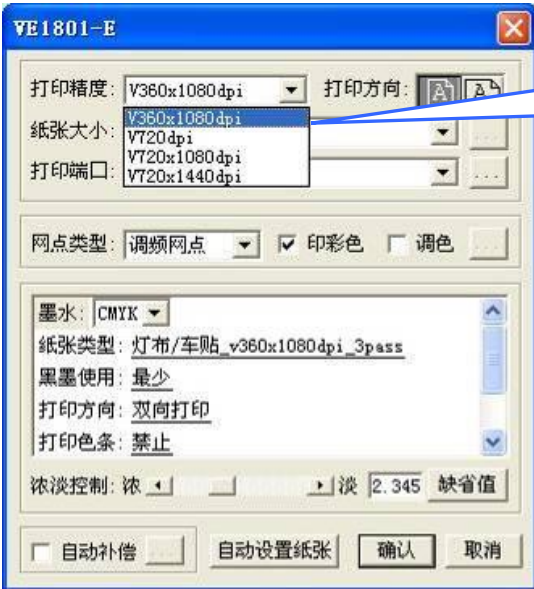 VE1801-E
打印精度: V360x1080dpi 打印方向: A A
V360x1080dpi
纸张大小:
V720dpi
V720x1080dpi
打印端口:
V720x1440dpi
网点类型: 调频网点 印彩色 调色 ...
墨水: CMYK
纸张类型: 灯布/车贴_v360x1080dpi_3pass
黑墨使用: 最少
打印方向: 双向打印
打印色条: 禁止
浓淡控制: 浓 淡 2.345 缺省值
自动补偿 ... 自动设置纸张 确认 取消